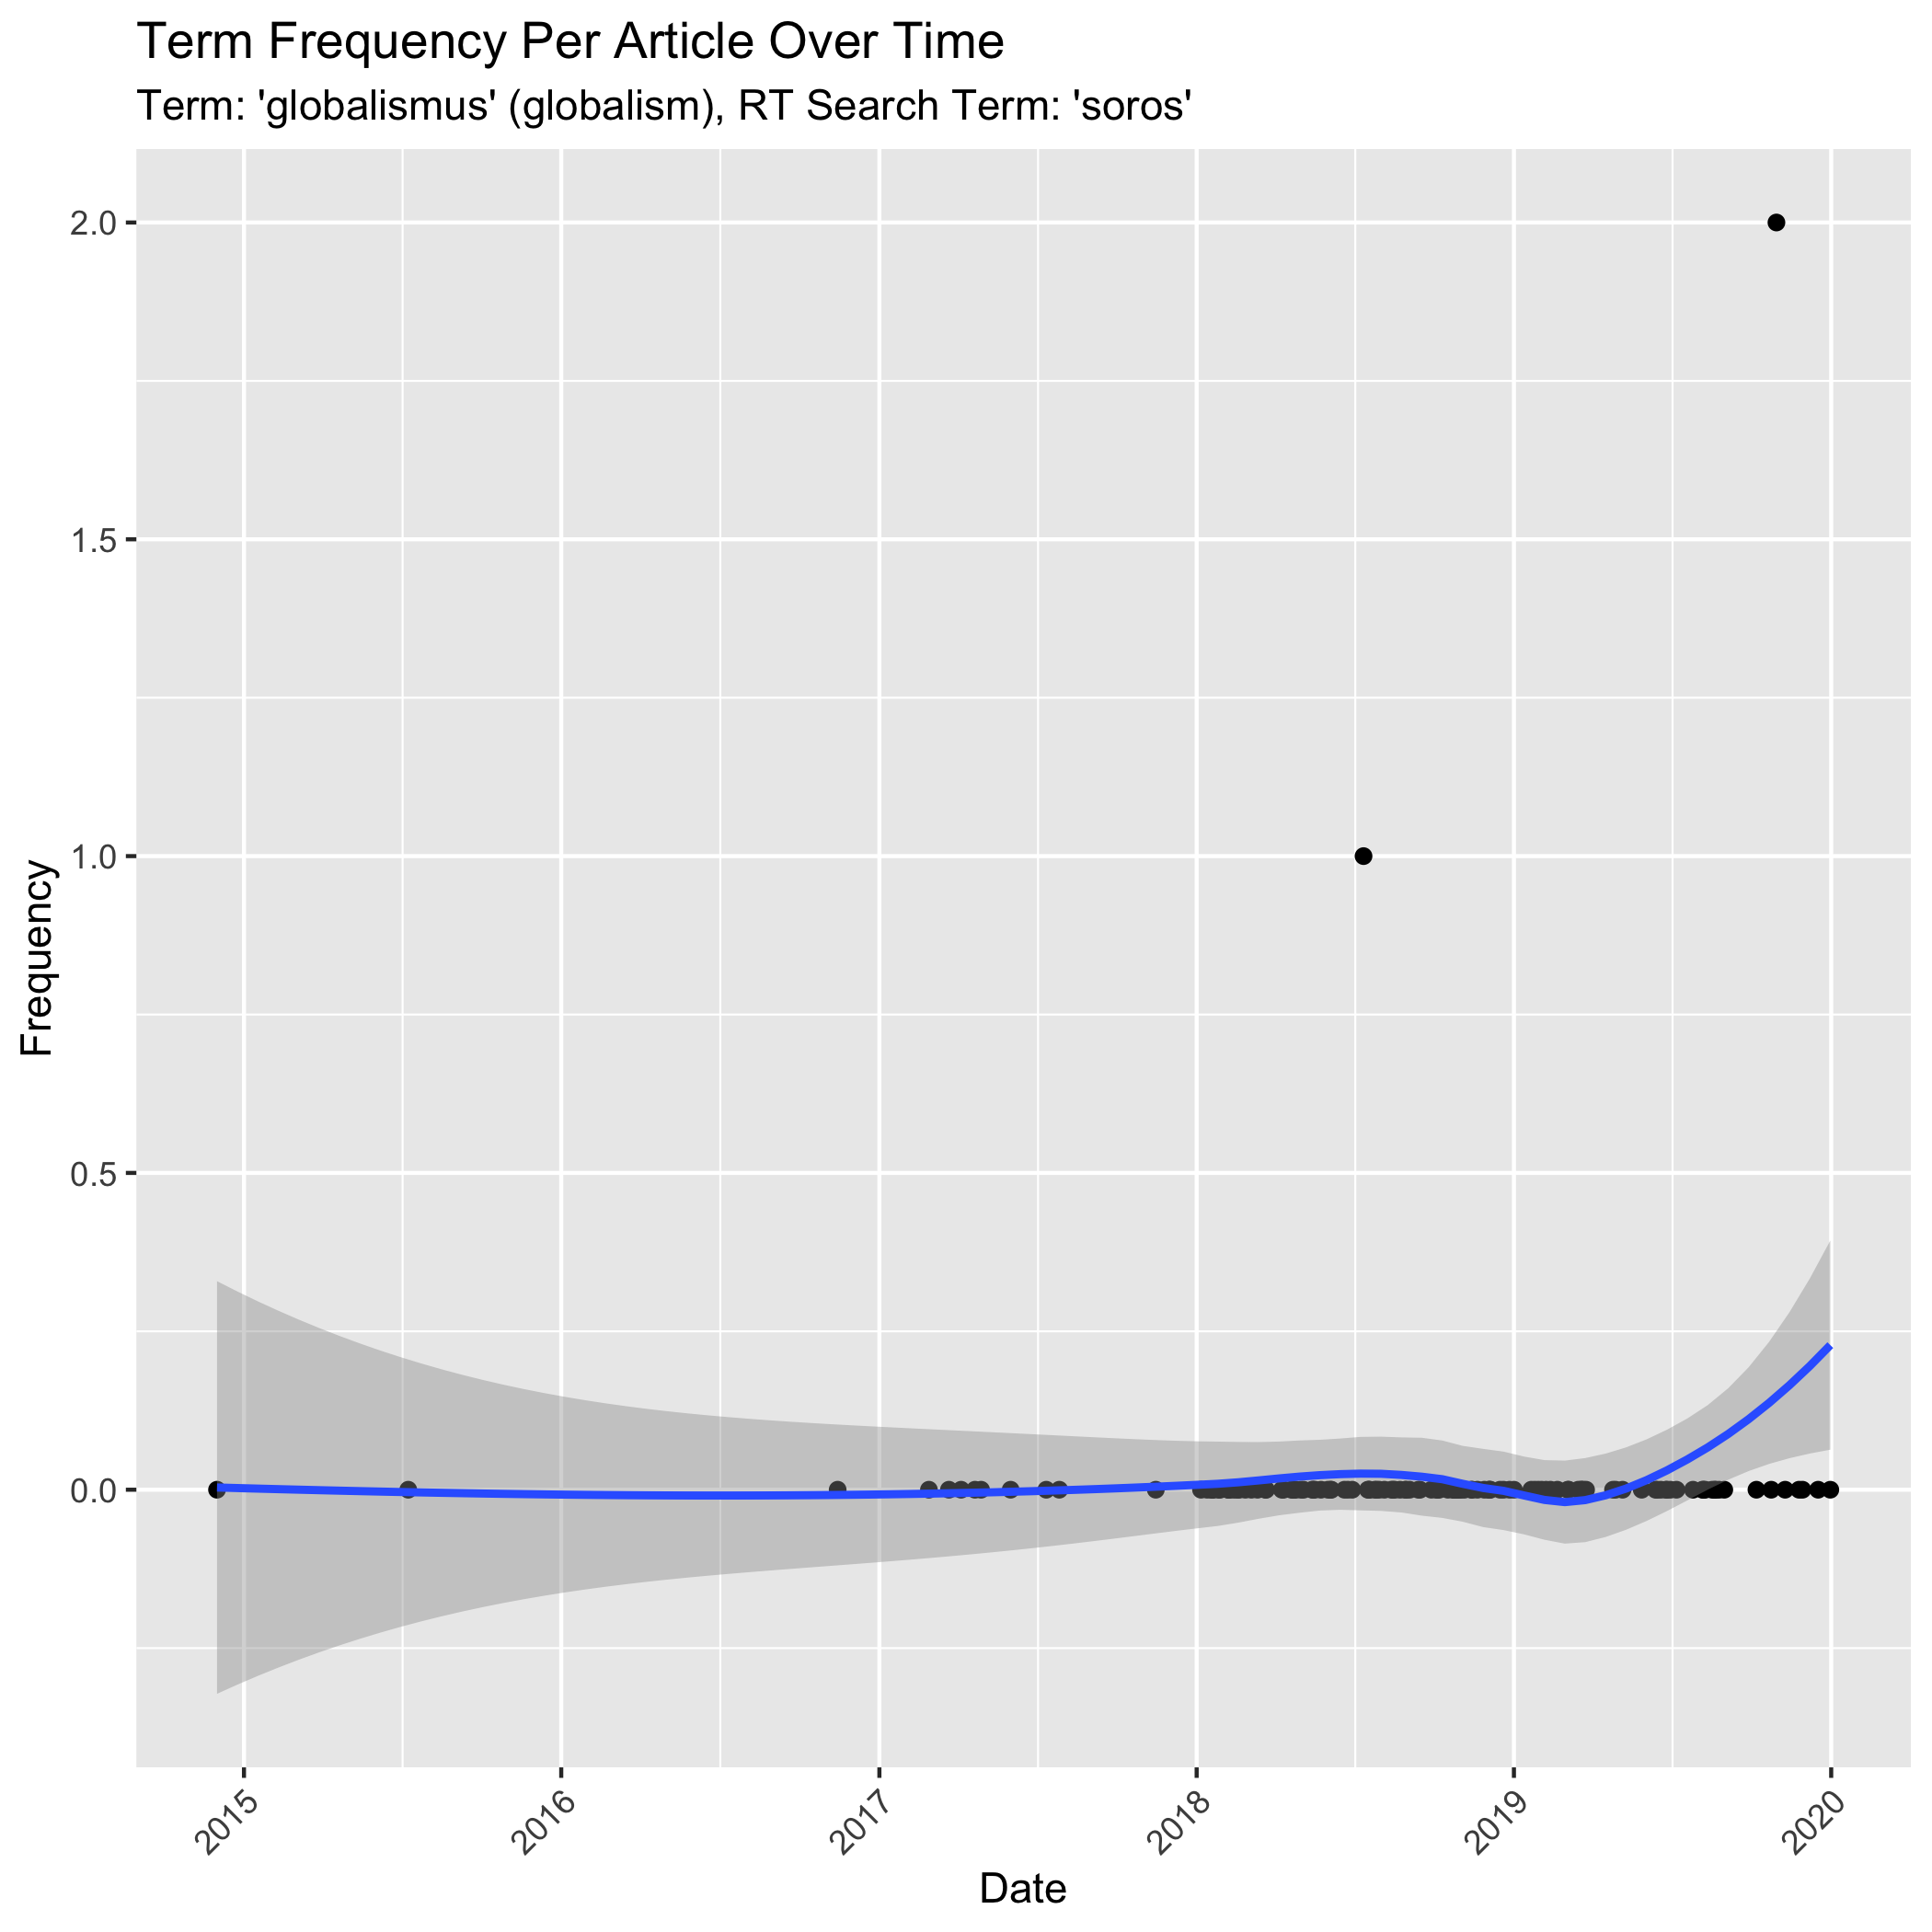 Term Frequency Per Article Over Time
Term: 'globalismus' (globalism), RT Search Term: 'soros'
2.0
1.5
1.0
0.5
0.0
Frequency
2015
2016
2017
2018
2019
2020
Date